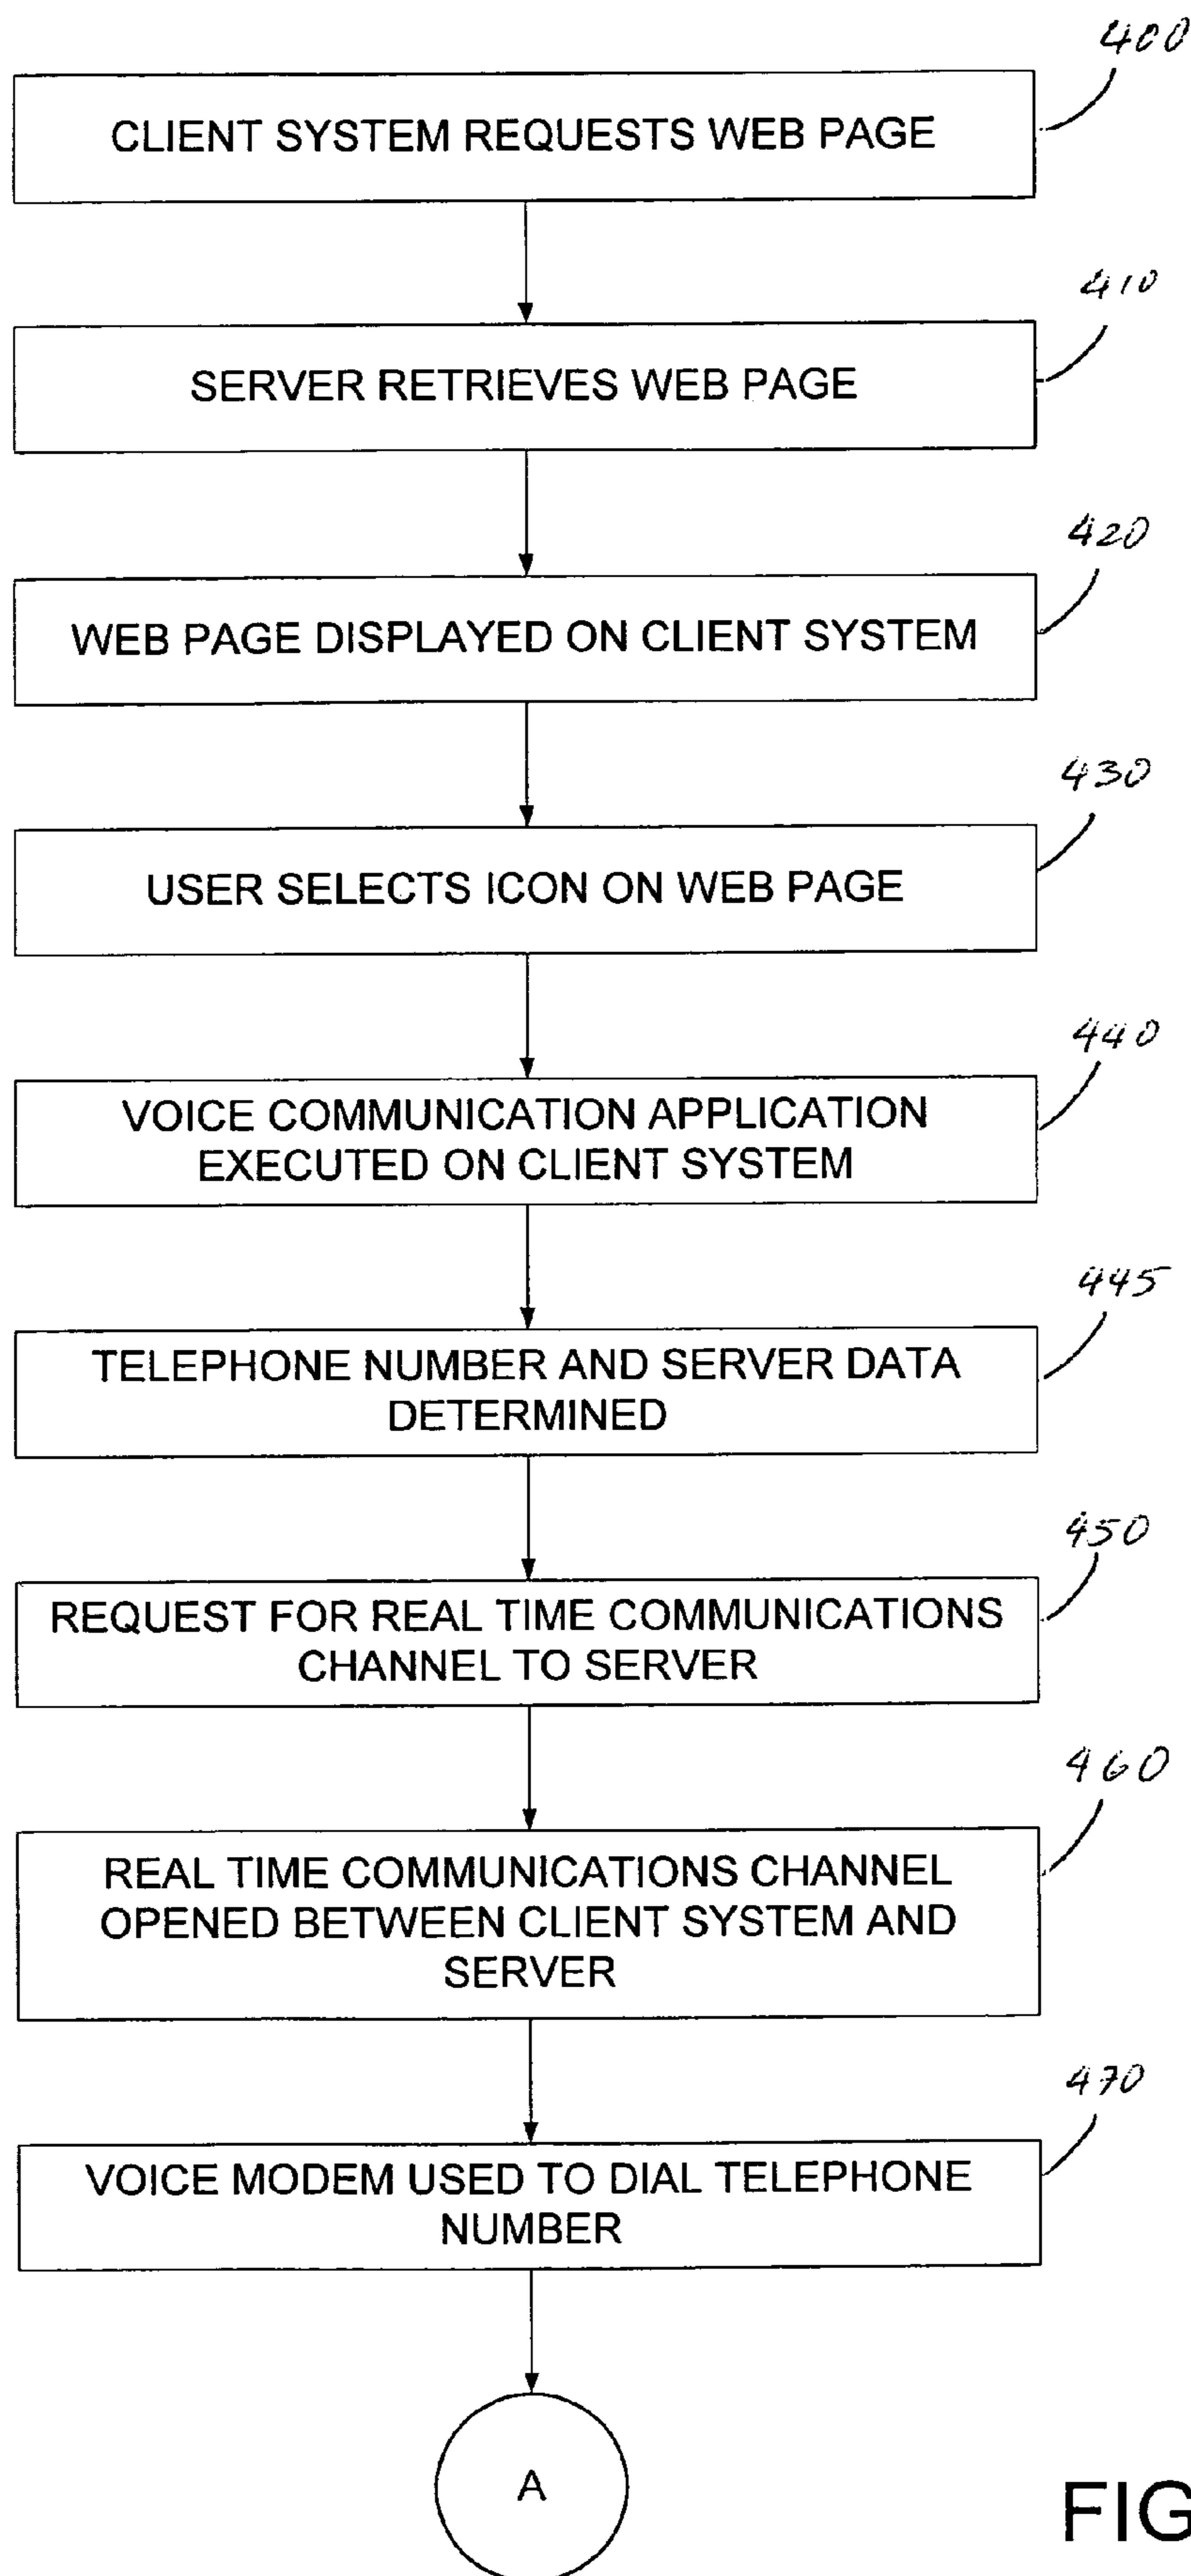 400
CLIENT SYSTEM REQUESTS WEB PAGE
410
SERVER RETRIEVES WEB PAGE
420
WEB PAGE DISPLAYED ON CLIENT SYSTEM
430
USER SELECTS ICON ON WEB PAGE
440
VOICE COMMUNICATION APPLICATION
EXECUTED ON CLIENT SYSTEM
445
TELEPHONE NUMBER AND SERVER DATA
DETERMINED
450
REQUEST FOR REAL TIME COMMUNICATIONS
CHANNEL TO SERVER
460
REAL TIME COMMUNICATIONS CHANNEL
OPENED BETWEEN CLIENT SYSTEM AND
SERVER
470
VOICE MODEM USED TO DIAL TELEPHONE
NUMBER
A
FIG